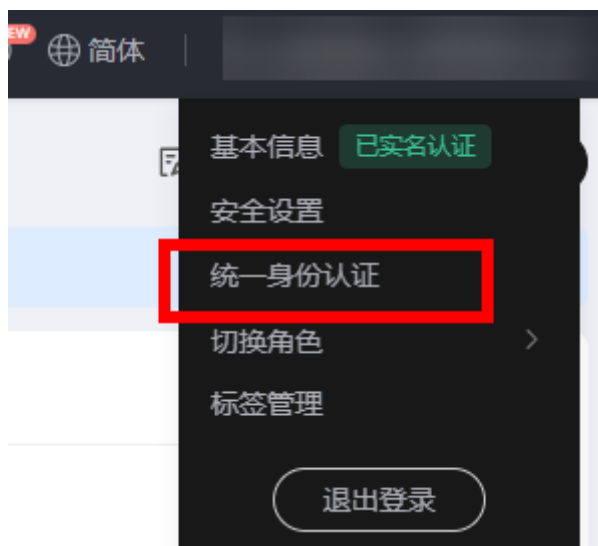 EW 简体
基本信息 已实名认证
安全设置
统一身份认证
切换角色
标签管理
退出登录